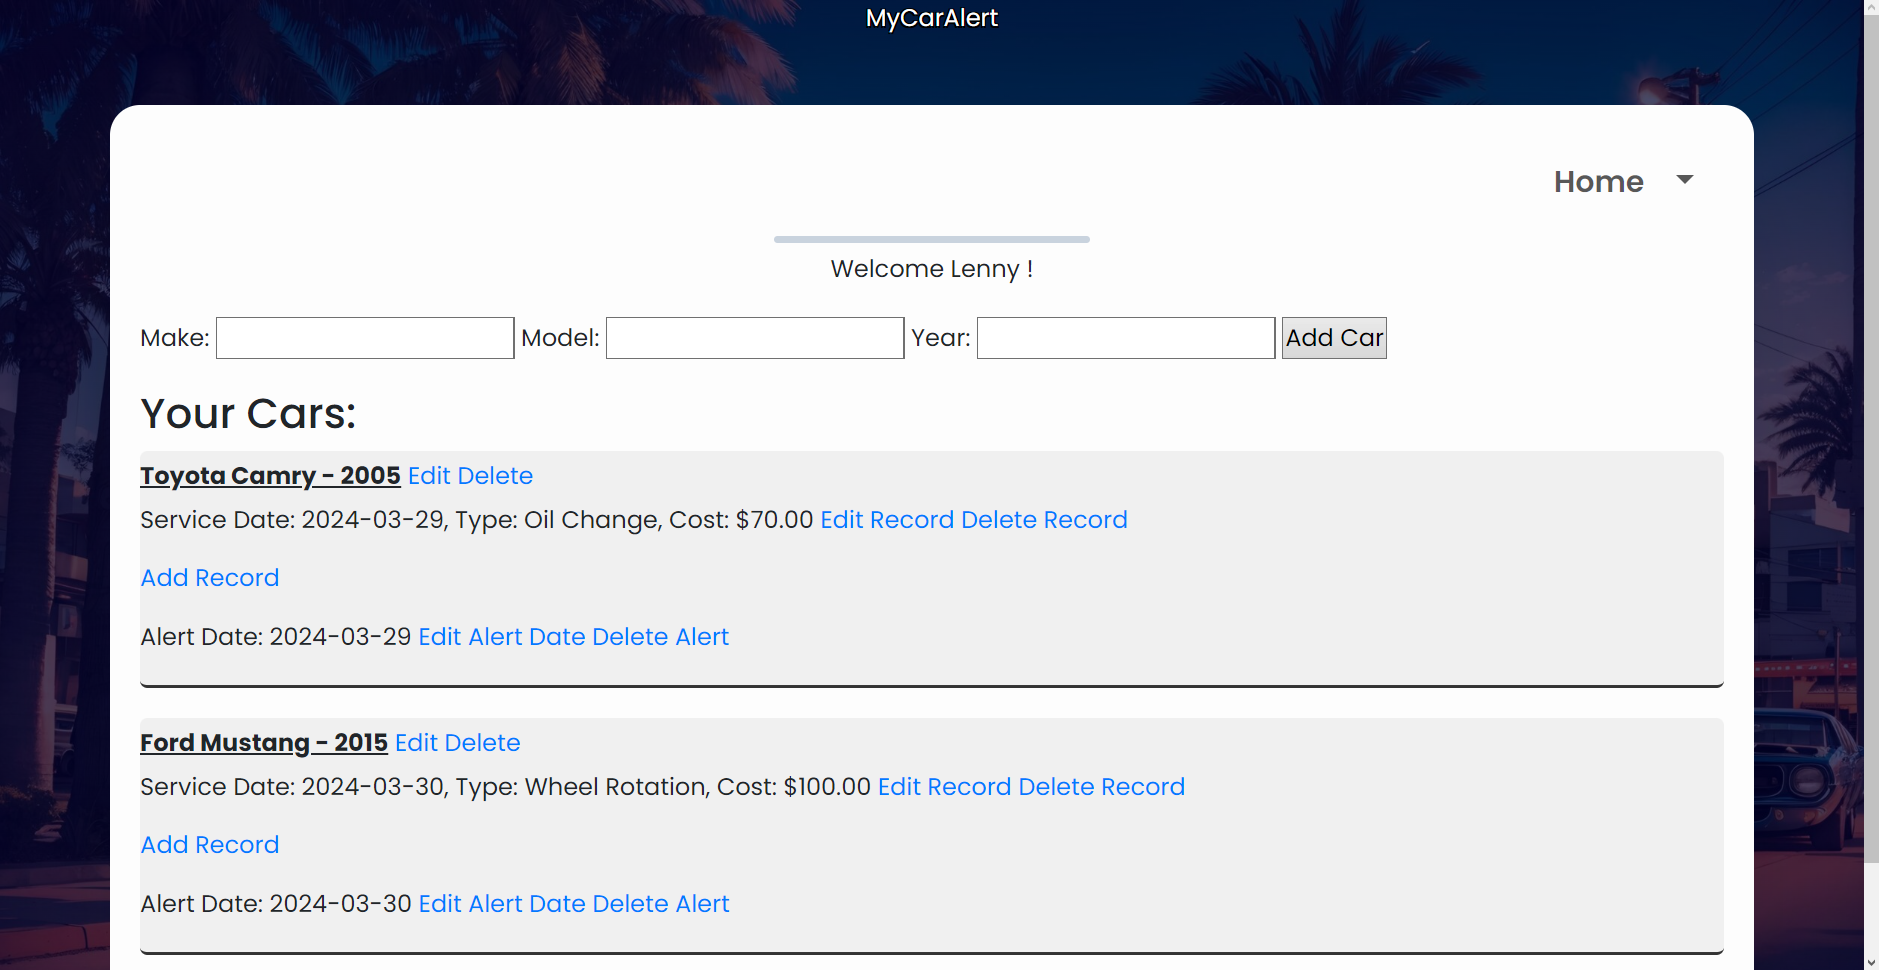 MyCarAlert
Home
Welcome Lenny !
Make: Model: Year: Add Car
Your Cars:
Toyota Camry - 2005 Edit Delete
Service Date: 2024-03-29, Type: Oil Change, Cost: $70.00 Edit Record Delete Record
Add Record
Alert Date: 2024-03-29 Edit Alert Date Delete Alert
Ford Mustang - 2015 Edit Delete
Service Date: 2024-03-30, Type: Wheel Rotation, Cost: $100.00 Edit Record Delete Record
Add Record
Alert Date: 2024-03-30 Edit Alert Date Delete Alert